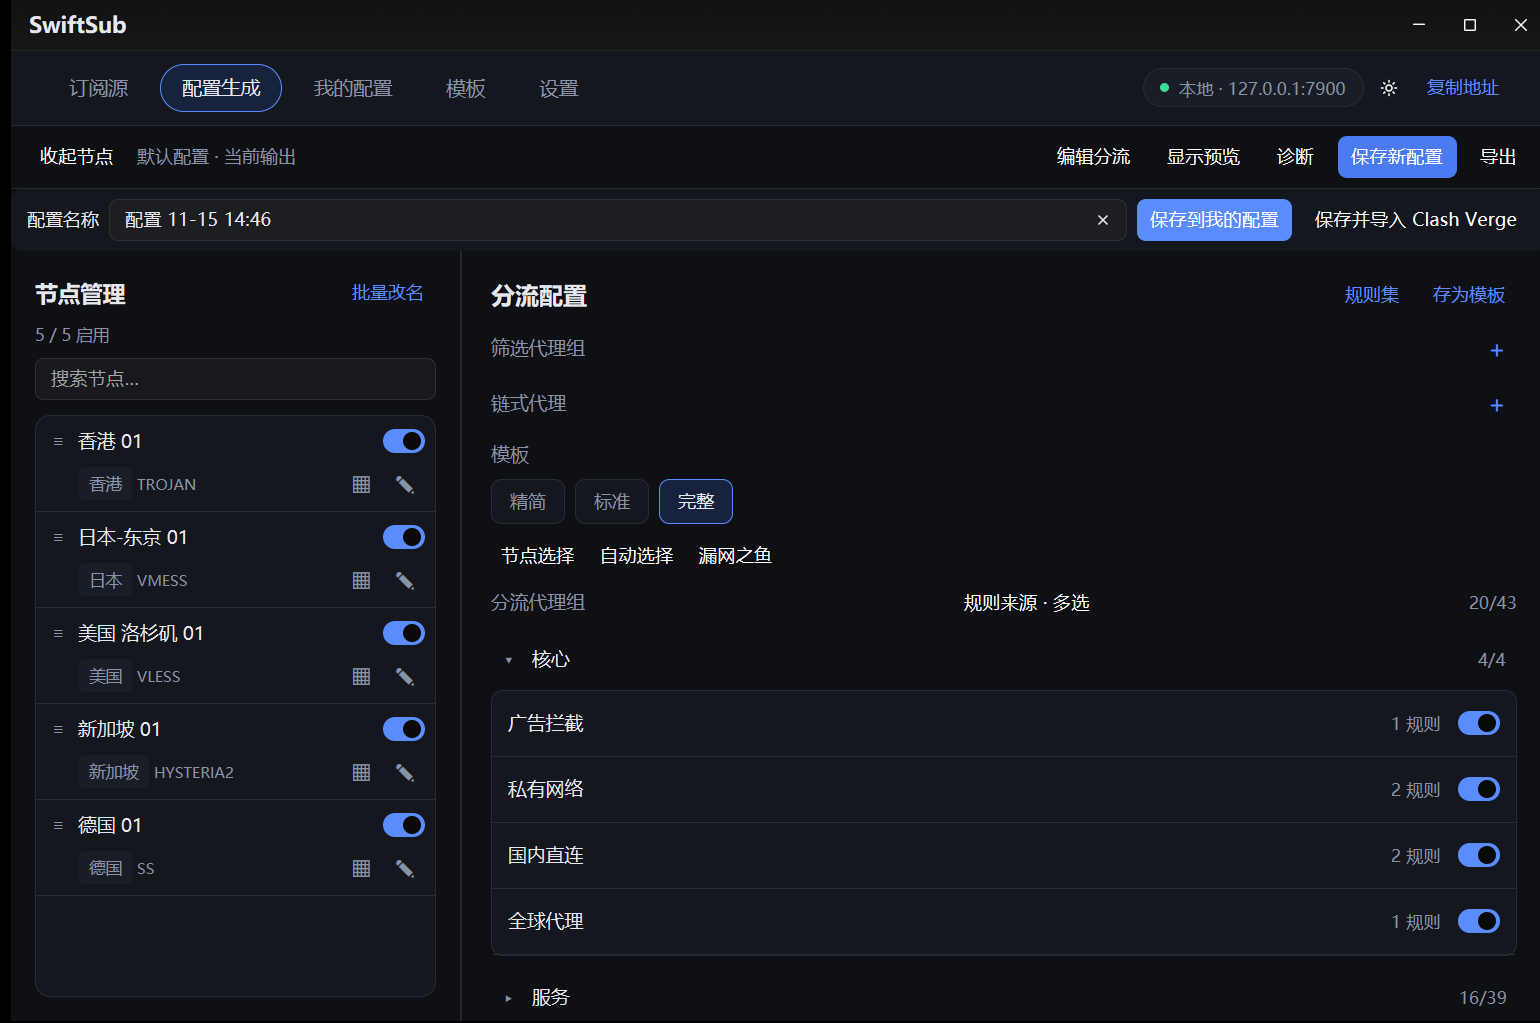 SwiftSub
订阅源 配置生成 我的配置 模板 设置 本地 · 127.0.0.1:7900 复制地址
收起节点 默认配置 · 当前输出 编辑分流 显示预览 诊断 保存新配置 导出
配置名称 配置 11-15 14:46 保存到我的配置 保存并导入 Clash Verge
节点管理 批量改名
5 / 5 启用
搜索节点...
香港 01
香港 TROJAN
日本-东京 01
日本 VMESS
美国 洛杉矶 01
美国 VLESS
新加坡 01
新加坡 HYSTERIA2
德国 01
德国 SS
分流配置 规则集 存为模板
筛选代理组 +
链式代理 +
模板
精简 标准 完整
节点选择 自动选择 漏网之鱼
分流代理组 规则来源 · 多选 20/43
核心 4/4
广告拦截 1 规则
私有网络 2 规则
国内直连 2 规则
全球代理 1 规则
服务 16/39